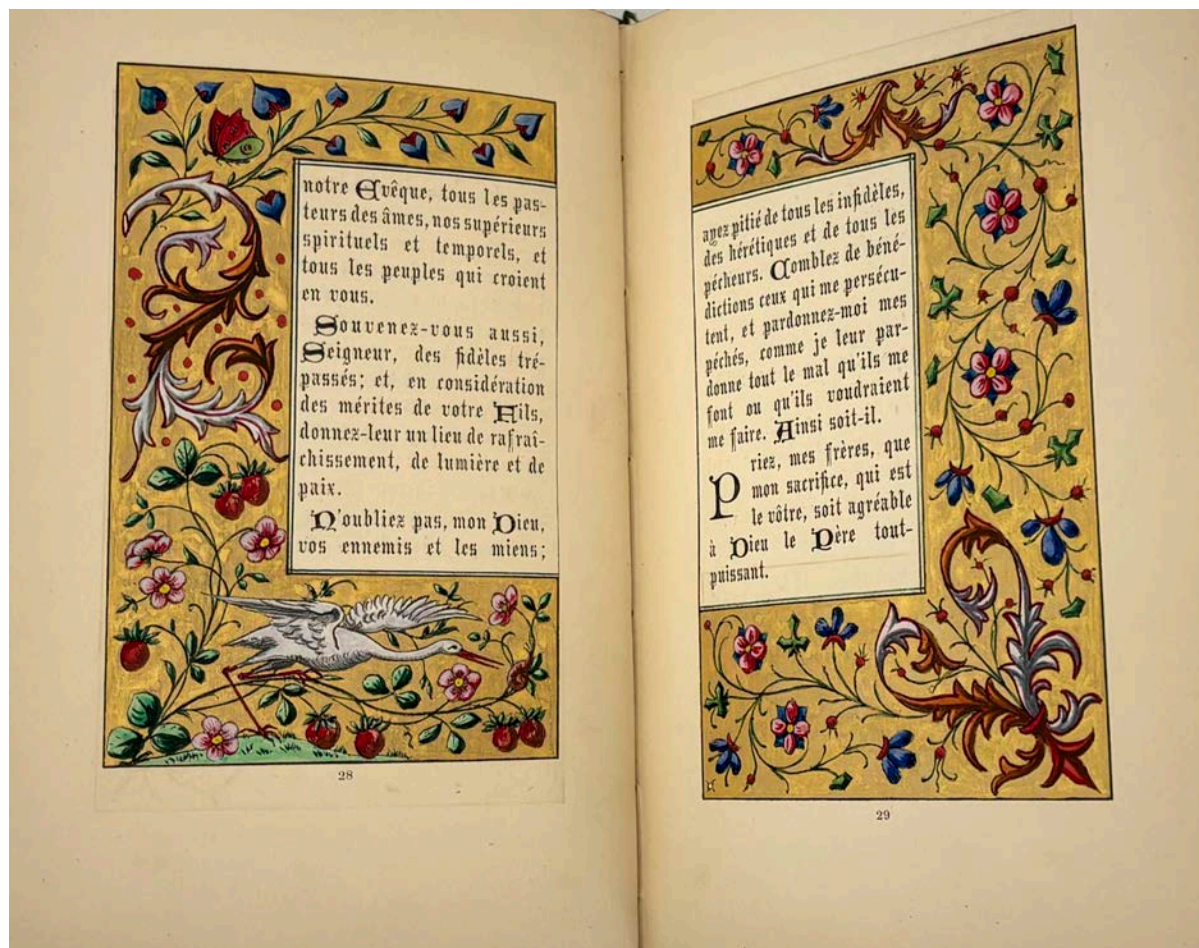 notre Evêque, tous les pas-
teurs des âmes, nos supérieurs
spirituels et temporels, et
tous les peuples qui croient
en vous.
Souvenez-vous aussi,
Seigneur, des fidèles tré-
passés; et, en considération
des mérites de votre Fils,
donnez-leur un lieu de rafraî-
chissement, de lumière et de
paix.
N'oubliez pas, mon Dieu,
vos ennemis et les miens;
28
ayez pitié de tous les infidèles,
des hérétiques et de tous les
pécheurs. Comblez de béné-
dictions ceux qui me persécu-
tent, et pardonnez-moi mes
péchés, comme je leur par-
donne tout le mal qu'ils me
font ou qu'ils voudraient
me faire. Ainsi soit-il.
Priez, mes frères, que
mon sacrifice, qui est
le vôtre, soit agréable
à Dieu le Père tout-
puissant.
29